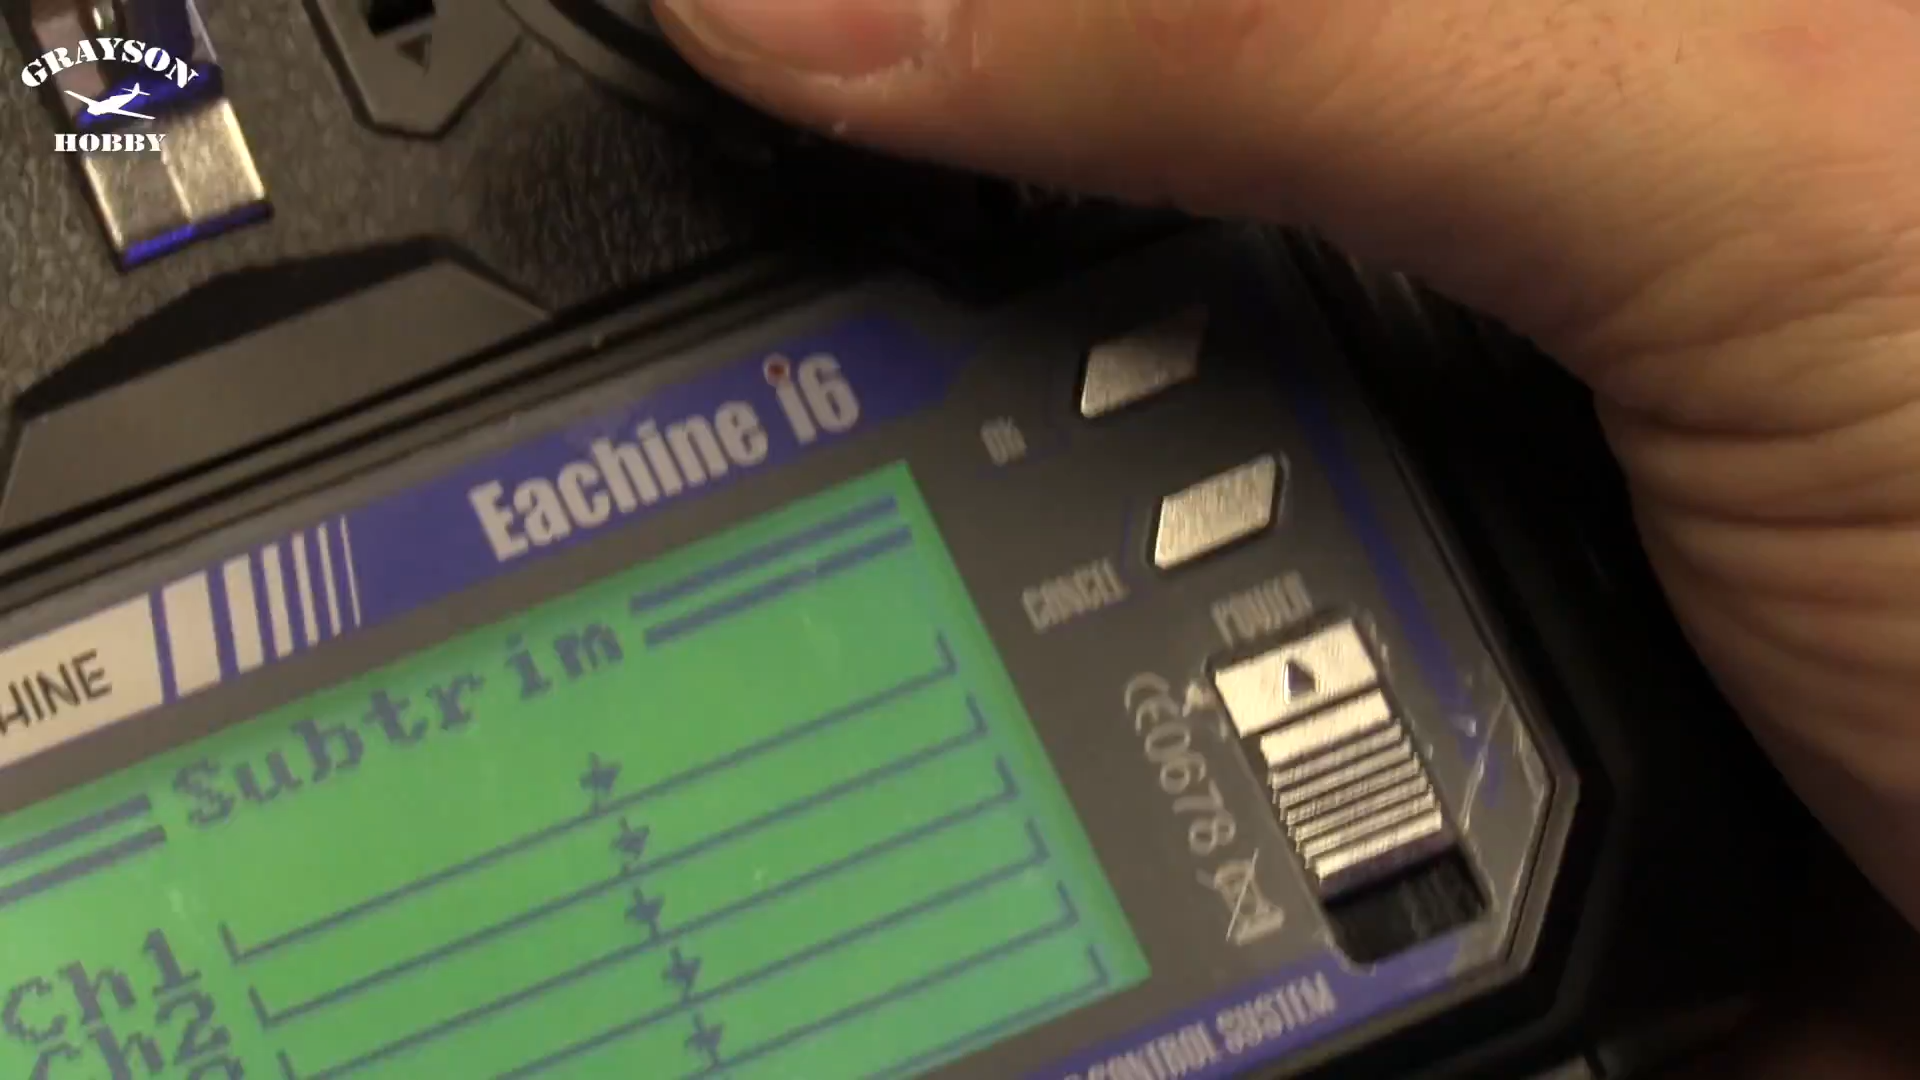 GRAYSON
HOBBY
Eachine i6
OK
CANCEL
POWER
HINE
Subtrim
CE0678
Ch1
Ch2
CONTROL SYSTEM